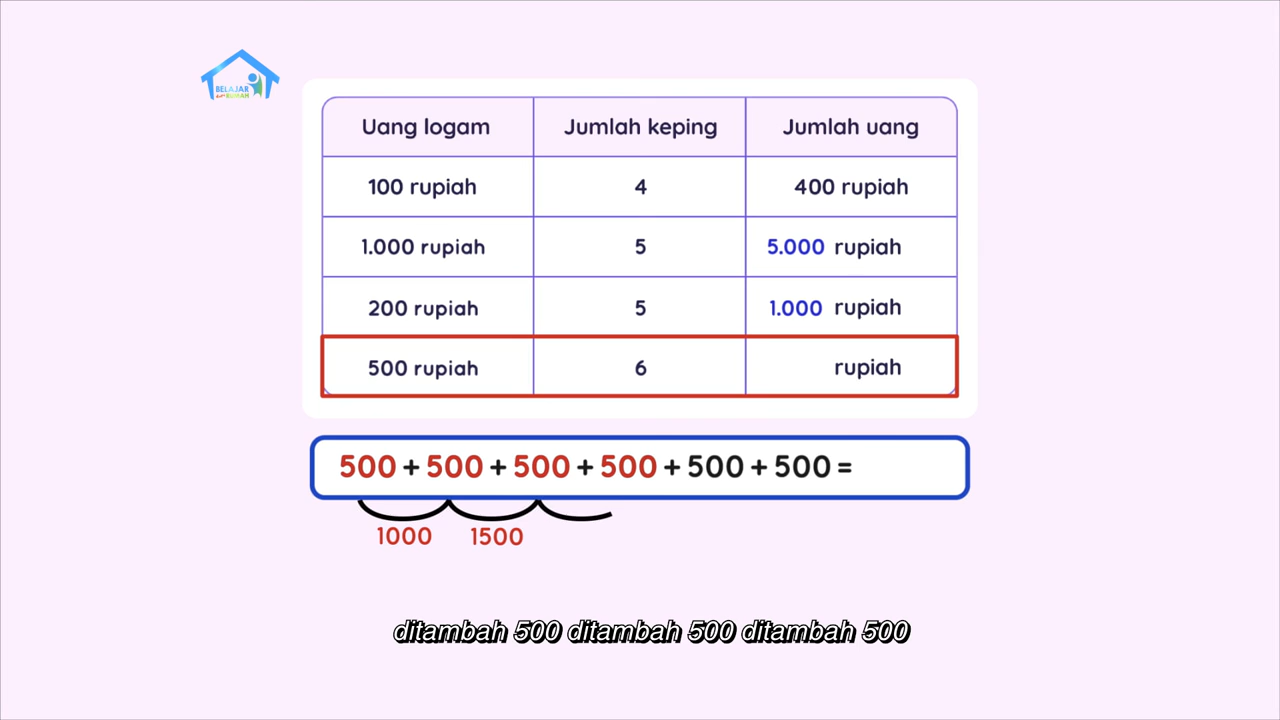 BELAJAR
dari RUMAH
Uang logam Jumlah keping Jumlah uang
100 rupiah 4 400 rupiah
1.000 rupiah 5 5.000 rupiah
200 rupiah 5 1.000 rupiah
500 rupiah 6 rupiah
500 + 500 + 500 + 500 + 500 + 500 =
1000 1500
ditambah 500 ditambah 500 ditambah 500